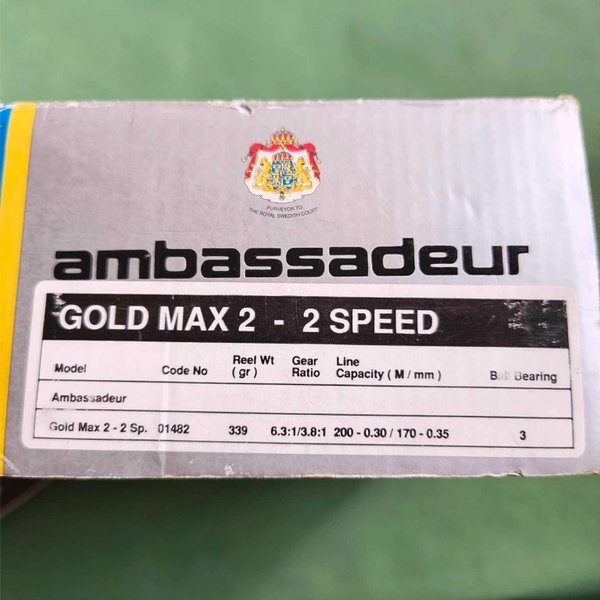 PURVEYOR TO
THE ROYAL SWEDISH COURT
ambassadeur
GOLD MAX 2 - 2 SPEED
Model Code No Reel Wt ( gr ) Gear Ratio Line Capacity ( M / mm ) Ball Bearing
Ambassadeur
Gold Max 2 - 2 Sp. 01482 339 6.3:1/3.8:1 200 - 0.30 / 170 - 0.35 3